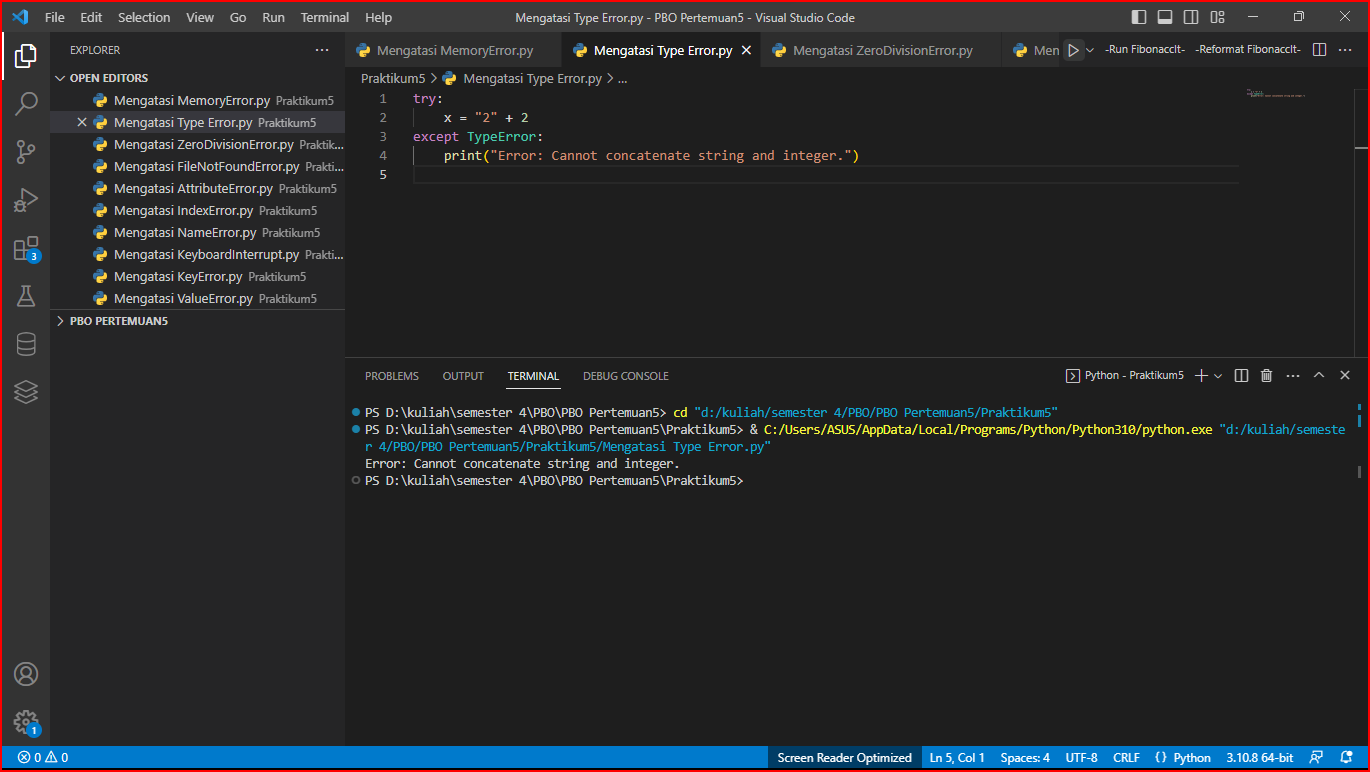 File Edit Selection View Go Run Terminal Help Mengatasi Type Error.py - PBO Pertemuan5 - Visual Studio Code
EXPLORER
OPEN EDITORS
Mengatasi MemoryError.py Praktikum5
Mengatasi Type Error.py Praktikum5
Mengatasi ZeroDivisionError.py Praktik...
Mengatasi FileNotFoundError.py Prakti...
Mengatasi AttributeError.py Praktikum5
Mengatasi IndexError.py Praktikum5
Mengatasi NameError.py Praktikum5
Mengatasi KeyboardInterrupt.py Prakti...
Mengatasi KeyError.py Praktikum5
Mengatasi ValueError.py Praktikum5
PBO PERTEMUAN5
3
1
Mengatasi MemoryError.py Mengatasi Type Error.py Mengatasi ZeroDivisionError.py Men -Run FibonaccIt- -Reformat FibonaccIt-
Praktikum5 > Mengatasi Type Error.py > ...
1 try:
2 x = "2" + 2
3 except TypeError:
4 print("Error: Cannot concatenate string and integer.")
5
PROBLEMS OUTPUT TERMINAL DEBUG CONSOLE Python - Praktikum5
PS D:\kuliah\semester 4\PBO\PBO Pertemuan5> cd "d:/kuliah/semester 4/PBO/PBO Pertemuan5/Praktikum5"
PS D:\kuliah\semester 4\PBO\PBO Pertemuan5\Praktikum5> & C:/Users/ASUS/AppData/Local/Programs/Python/Python310/python.exe "d:/kuliah/semeste
r 4/PBO/PBO Pertemuan5/Praktikum5/Mengatasi Type Error.py"
Error: Cannot concatenate string and integer.
PS D:\kuliah\semester 4\PBO\PBO Pertemuan5\Praktikum5>
0 0 Screen Reader Optimized Ln 5, Col 1 Spaces: 4 UTF-8 CRLF {} Python 3.10.8 64-bit